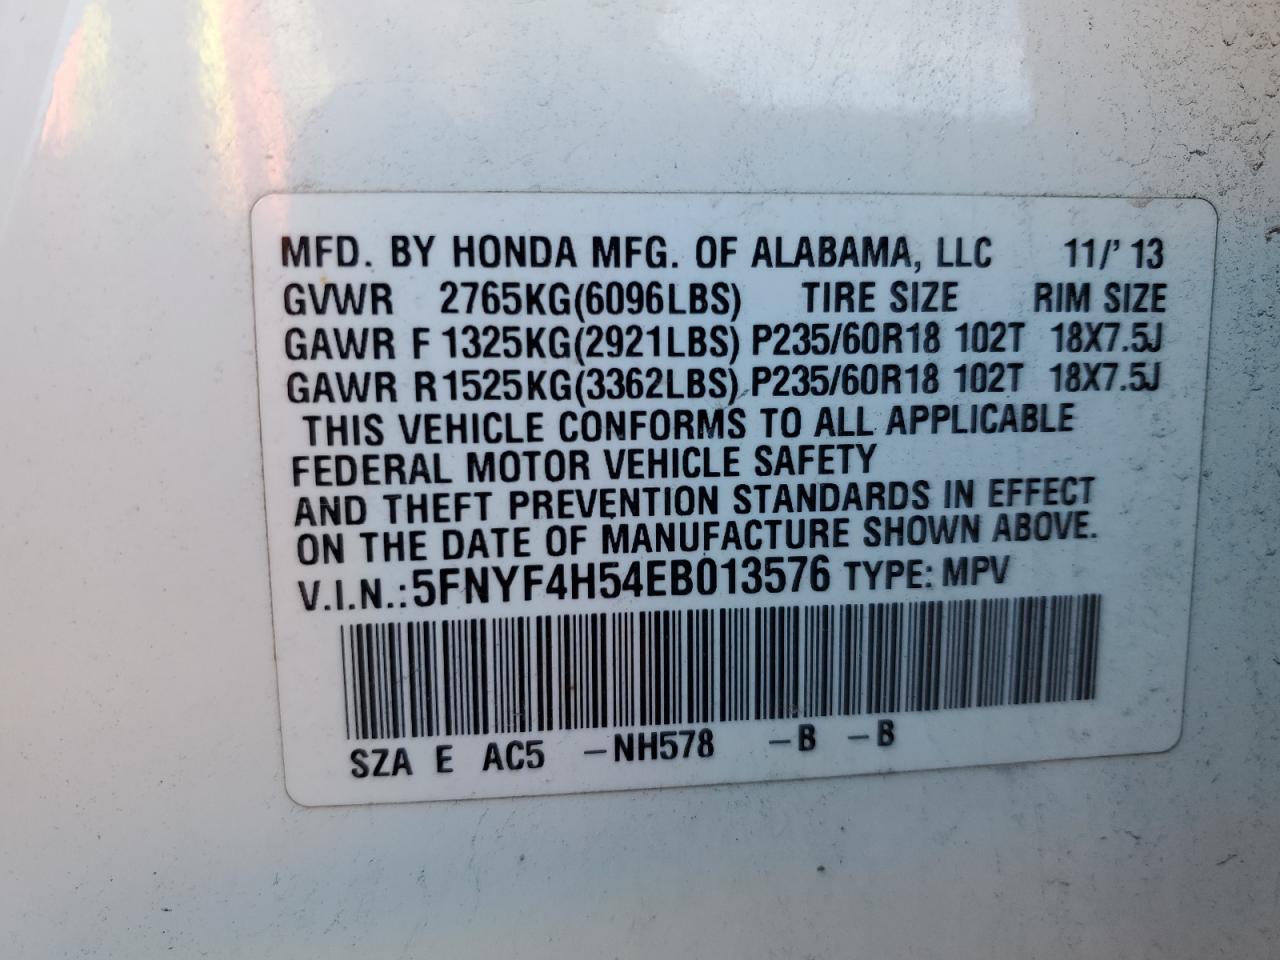 MFD. BY HONDA MFG. OF ALABAMA, LLC 11/'13
GVWR 2765KG(6096LBS) TIRE SIZE RIM SIZE
GAWR F 1325KG(2921LBS) P235/60R18 102T 18X7.5J
GAWR R 1525KG(3362LBS) P235/60R18 102T 18X7.5J
THIS VEHICLE CONFORMS TO ALL APPLICABLE
FEDERAL MOTOR VEHICLE SAFETY
AND THEFT PREVENTION STANDARDS IN EFFECT
ON THE DATE OF MANUFACTURE SHOWN ABOVE.
V.I.N.: 5FNYF4H54EB013576 TYPE: MPV
SZA E AC5 –NH578 –B –B